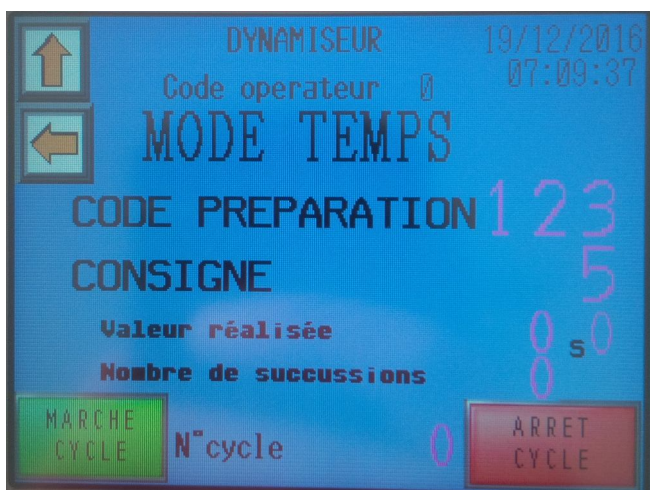 DYNAMISEUR 19/12/2016
Code operateur 0 07:09:37
MODE TEMPS
CODE PREPARATION 123
CONSIGNE 5
Valeur réalisée 0 s 0
Nombre de succussions 0
MARCHE CYCLE
N°cycle 0
ARRET CYCLE